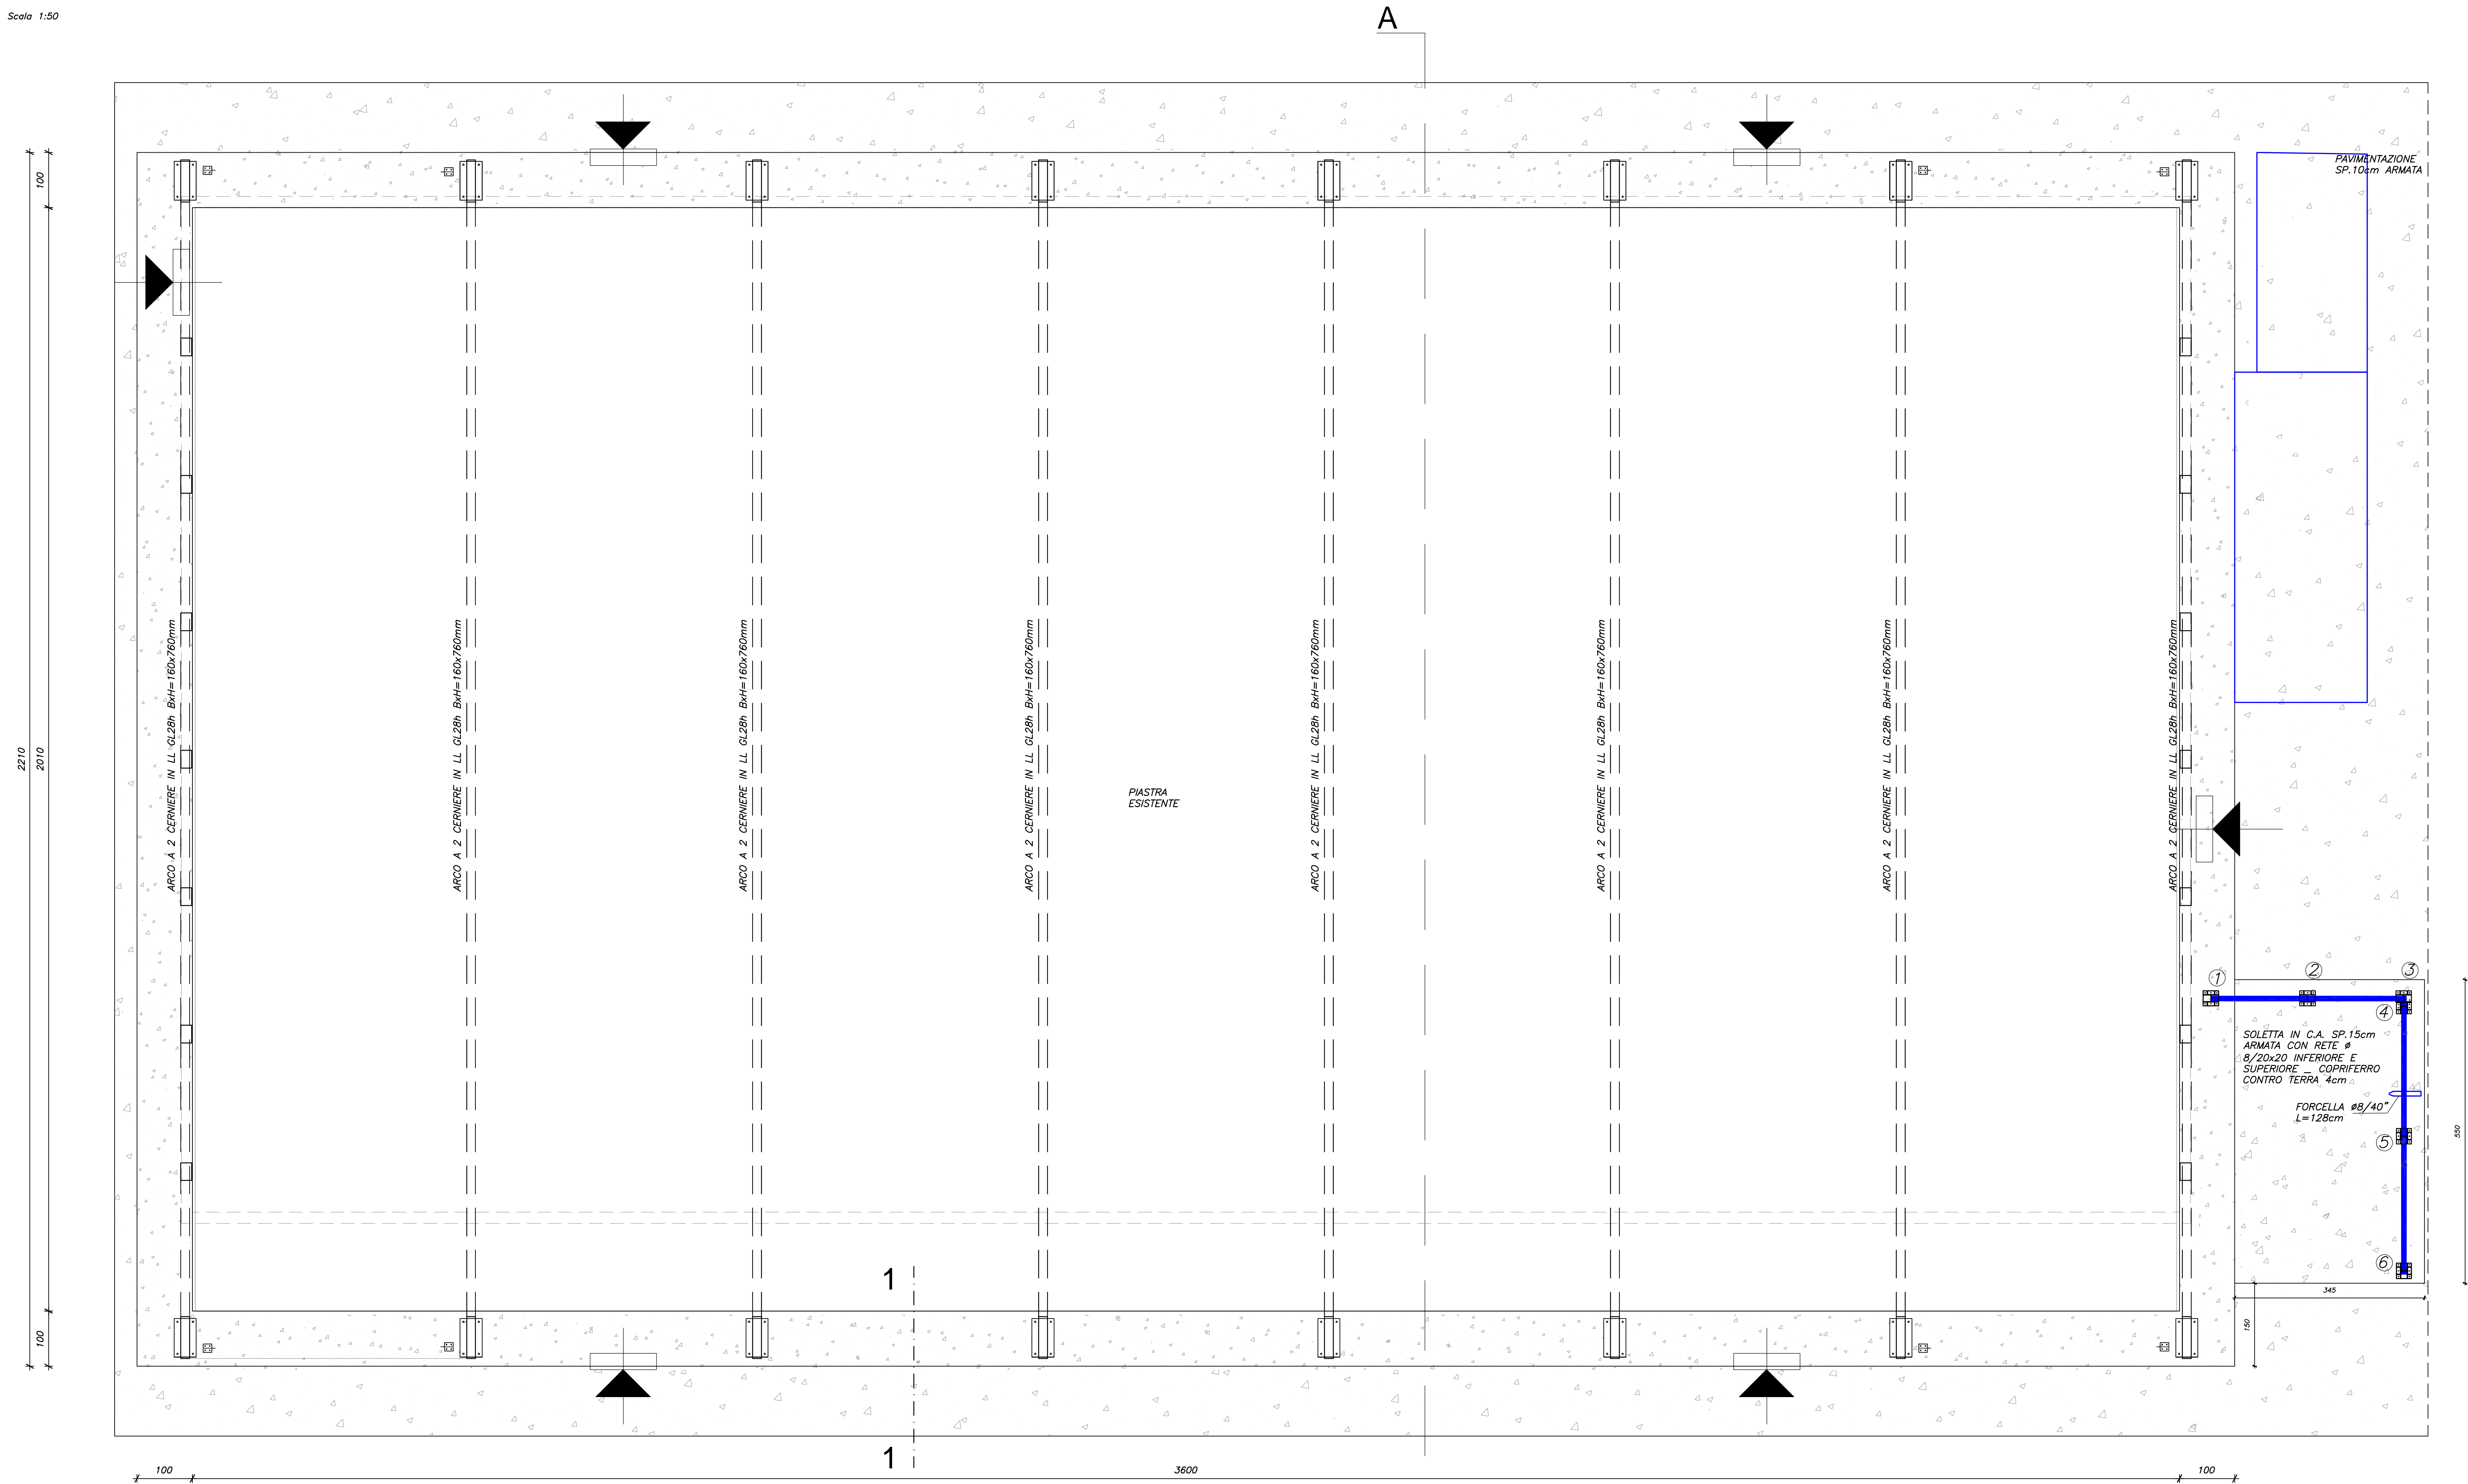 Scala 1:50
A
PAVIMENTAZIONE
SP.10cm ARMATA
100
2210
2010
100
ARCO A 2 CERNIERE IN LL GL28h BxH=160x760mm
ARCO A 2 CERNIERE IN LL GL28h BxH=160x760mm
ARCO A 2 CERNIERE IN LL GL28h BxH=160x760mm
ARCO A 2 CERNIERE IN LL GL28h BxH=160x760mm
ARCO A 2 CERNIERE IN LL GL28h BxH=160x760mm
ARCO A 2 CERNIERE IN LL GL28h BxH=160x760mm
ARCO A 2 CERNIERE IN LL GL28h BxH=160x760mm
ARCO A 2 CERNIERE IN LL GL28h BxH=160x760mm
PIASTRA
ESISTENTE
1
2
3
4
SOLETTA IN C.A. SP.15cm
ARMATA CON RETE ø
8/20x20 INFERIORE E
SUPERIORE _ COPRIFERRO
CONTRO TERRA 4cm
FORCELLA ø8/40"
L=128cm
5
6
550
345
150
1
1
100
3600
100